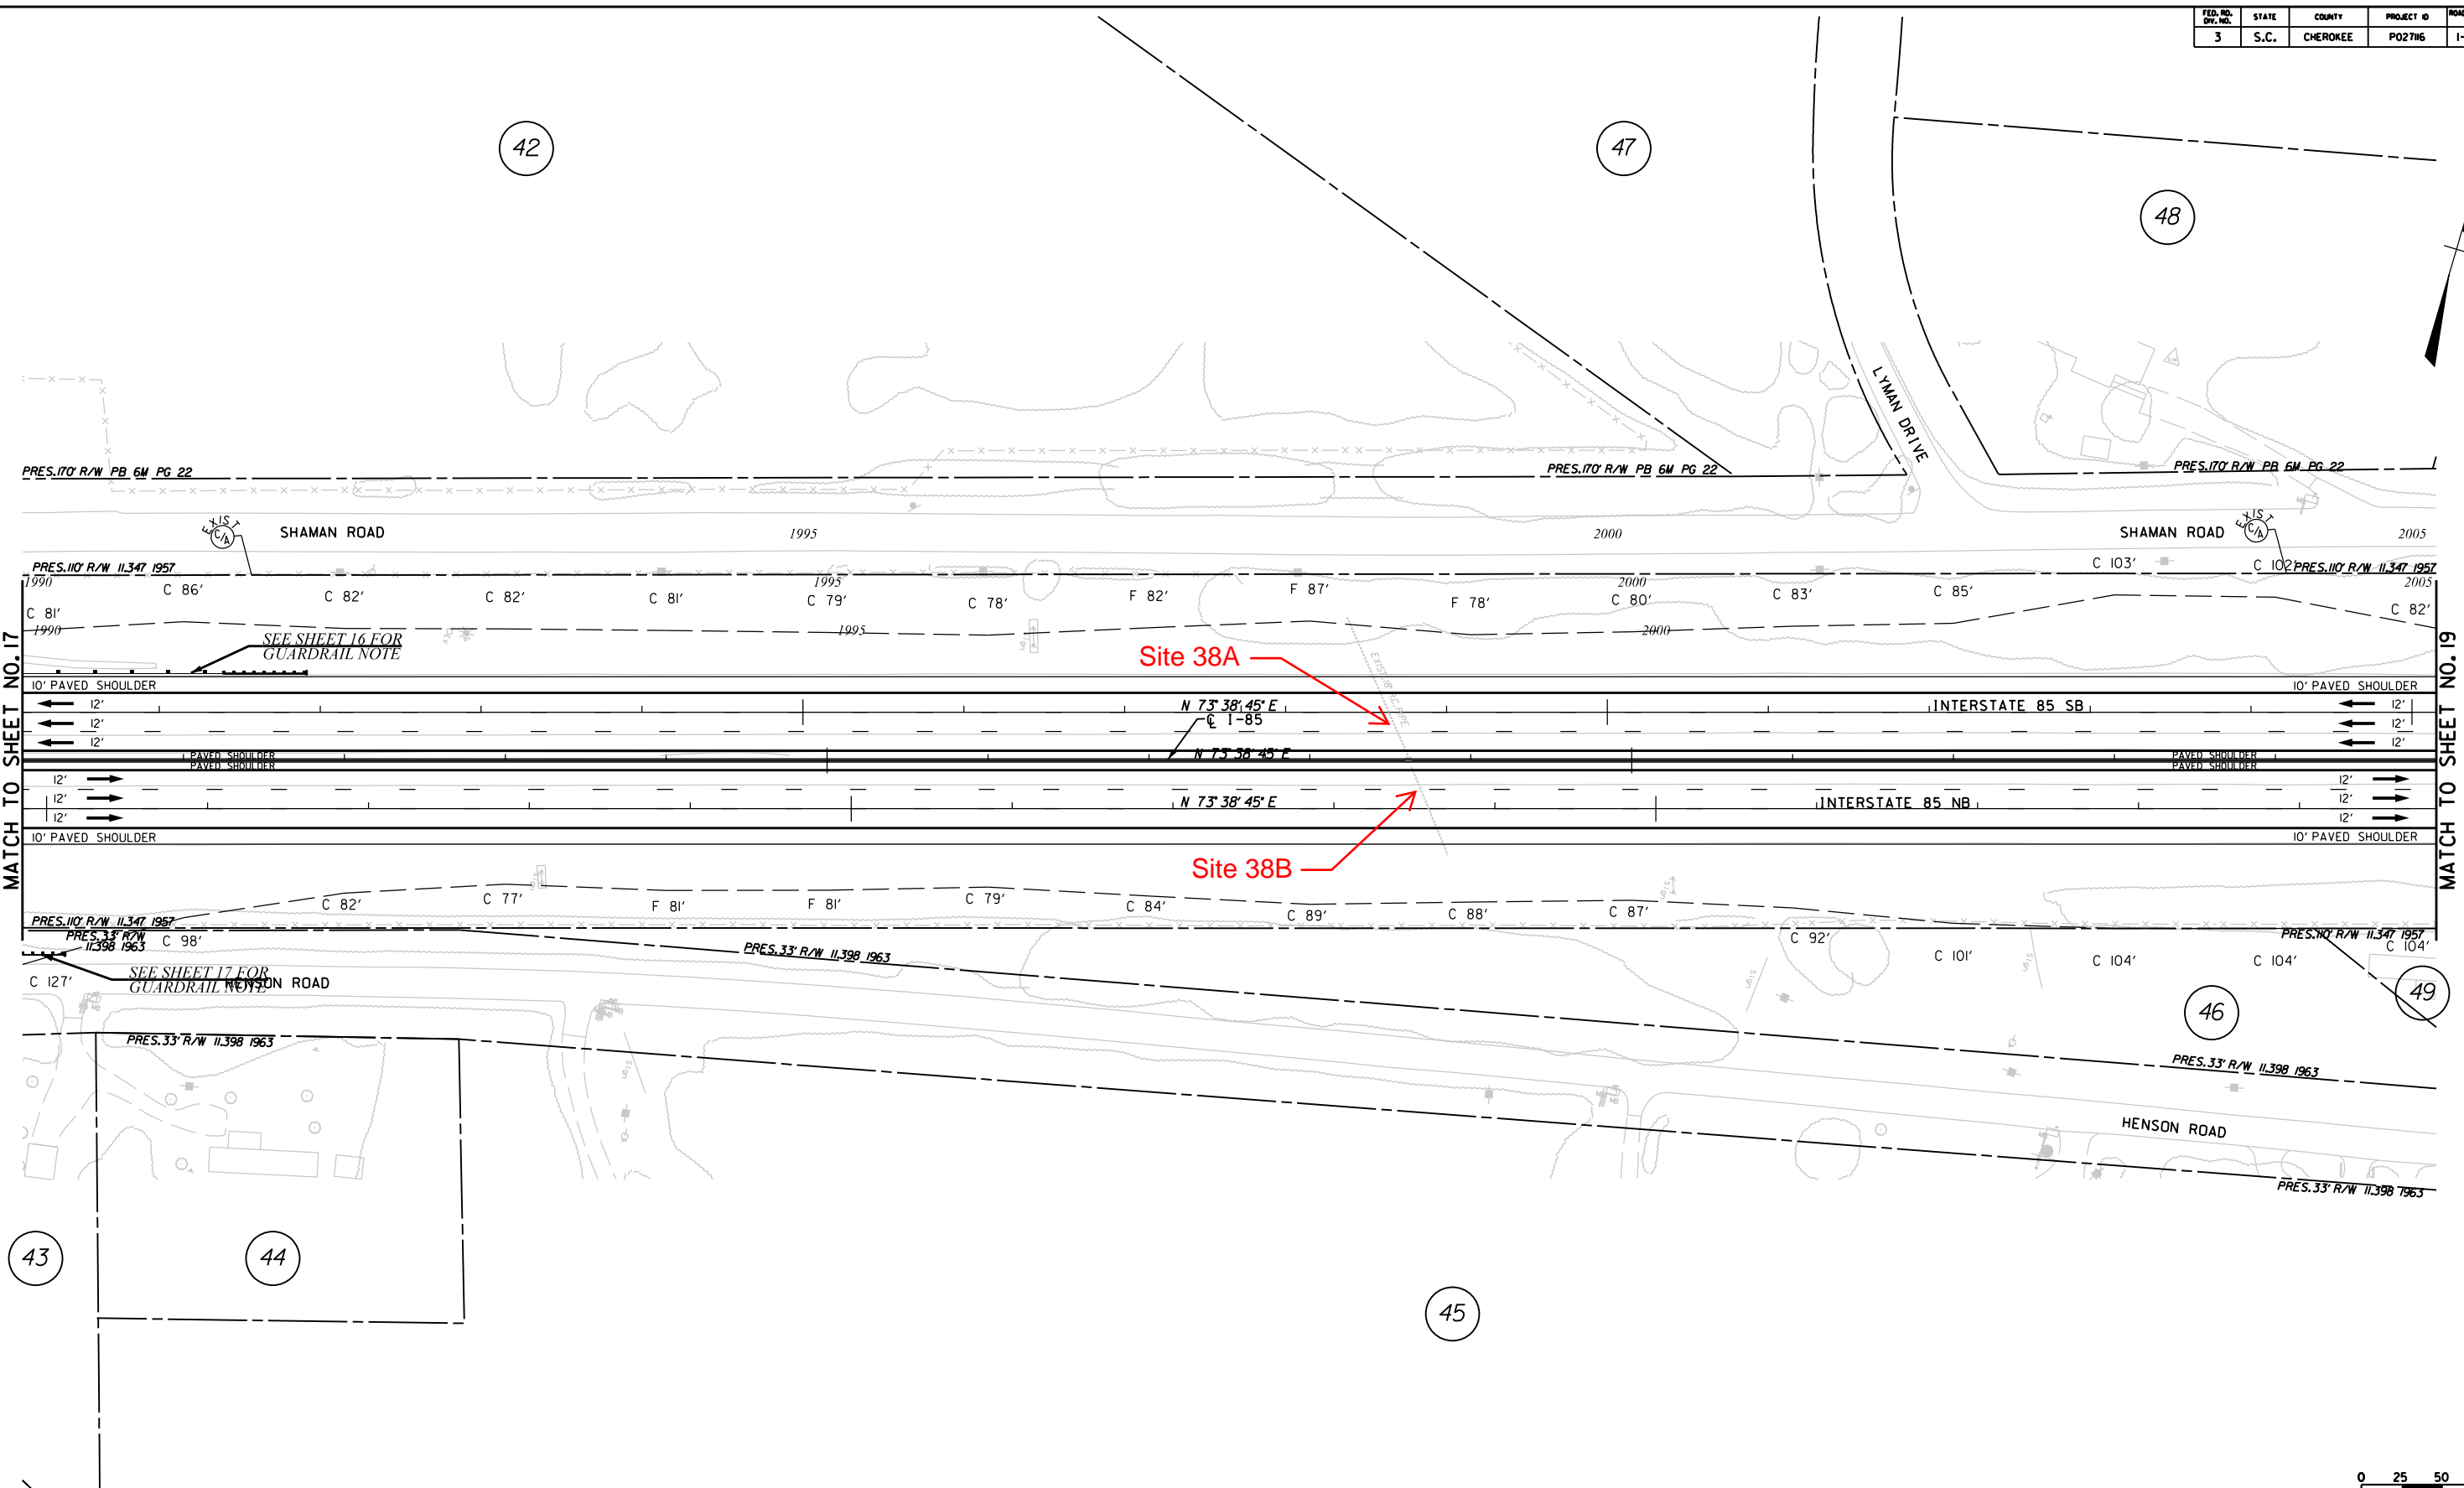 FED. RD. DIV. NO. STATE COUNTY PROJECT ID
3 S.C. CHEROKEE P027116
42
47
48
LYMAN DRIVE
PRES. 170' R/W PB 6M PG 22
PRES. 170' R/W PB 6M PG 22
PRES. 170' R/W PB 6M PG 22
EXIST C/A
SHAMAN ROAD
1995
2000
SHAMAN ROAD
EXIST C/A
2005
PRES. 110' R/W 11.347 1957
C 103'
C 102'
PRES. 110' R/W 11.347 1957
1990
1995
2000
2005
C 81'
C 86'
C 82'
C 82'
C 81'
C 79'
C 78'
F 82'
F 87'
F 78'
C 80'
C 83'
C 85'
C 82'
1990
1995
2000
SEE SHEET 16 FOR
GUARDRAIL NOTE
Site 38A
EXIST. 18" RC PIPE
MATCH TO SHEET NO. 17
MATCH TO SHEET NO. 19
10' PAVED SHOULDER
10' PAVED SHOULDER
12'
12'
12'
N 73° 38' 45" E
INTERSTATE 85 SB
12'
12'
12'
℄ I-85
N 73° 38' 45" E
PAVED SHOULDER
PAVED SHOULDER
PAVED SHOULDER
PAVED SHOULDER
12'
12'
12'
N 73° 38' 45" E
INTERSTATE 85 NB
12'
12'
12'
10' PAVED SHOULDER
10' PAVED SHOULDER
Site 38B
SIGN
SIGN
C 82'
C 77'
F 81'
F 81'
C 79'
C 84'
C 89'
C 88'
C 87'
PRES. 110' R/W 11.347 1957
PRES. 33' R/W
11.398 1963
C 98'
PRES. 33' R/W 11.398 1963
C 92'
C 101'
C 104'
C 104'
PRES. 110' R/W 11.347 1957
C 104'
C 127'
SEE SHEET 17 FOR
GUARDRAIL NOTE
HENSON ROAD
SIGN
SIGN
46
49
PRES. 33' R/W 11.398 1963
SIGN
PRES. 33' R/W 11.398 1963
HENSON ROAD
PRES. 33' R/W 11.398 1963
43
44
45
0 25 50